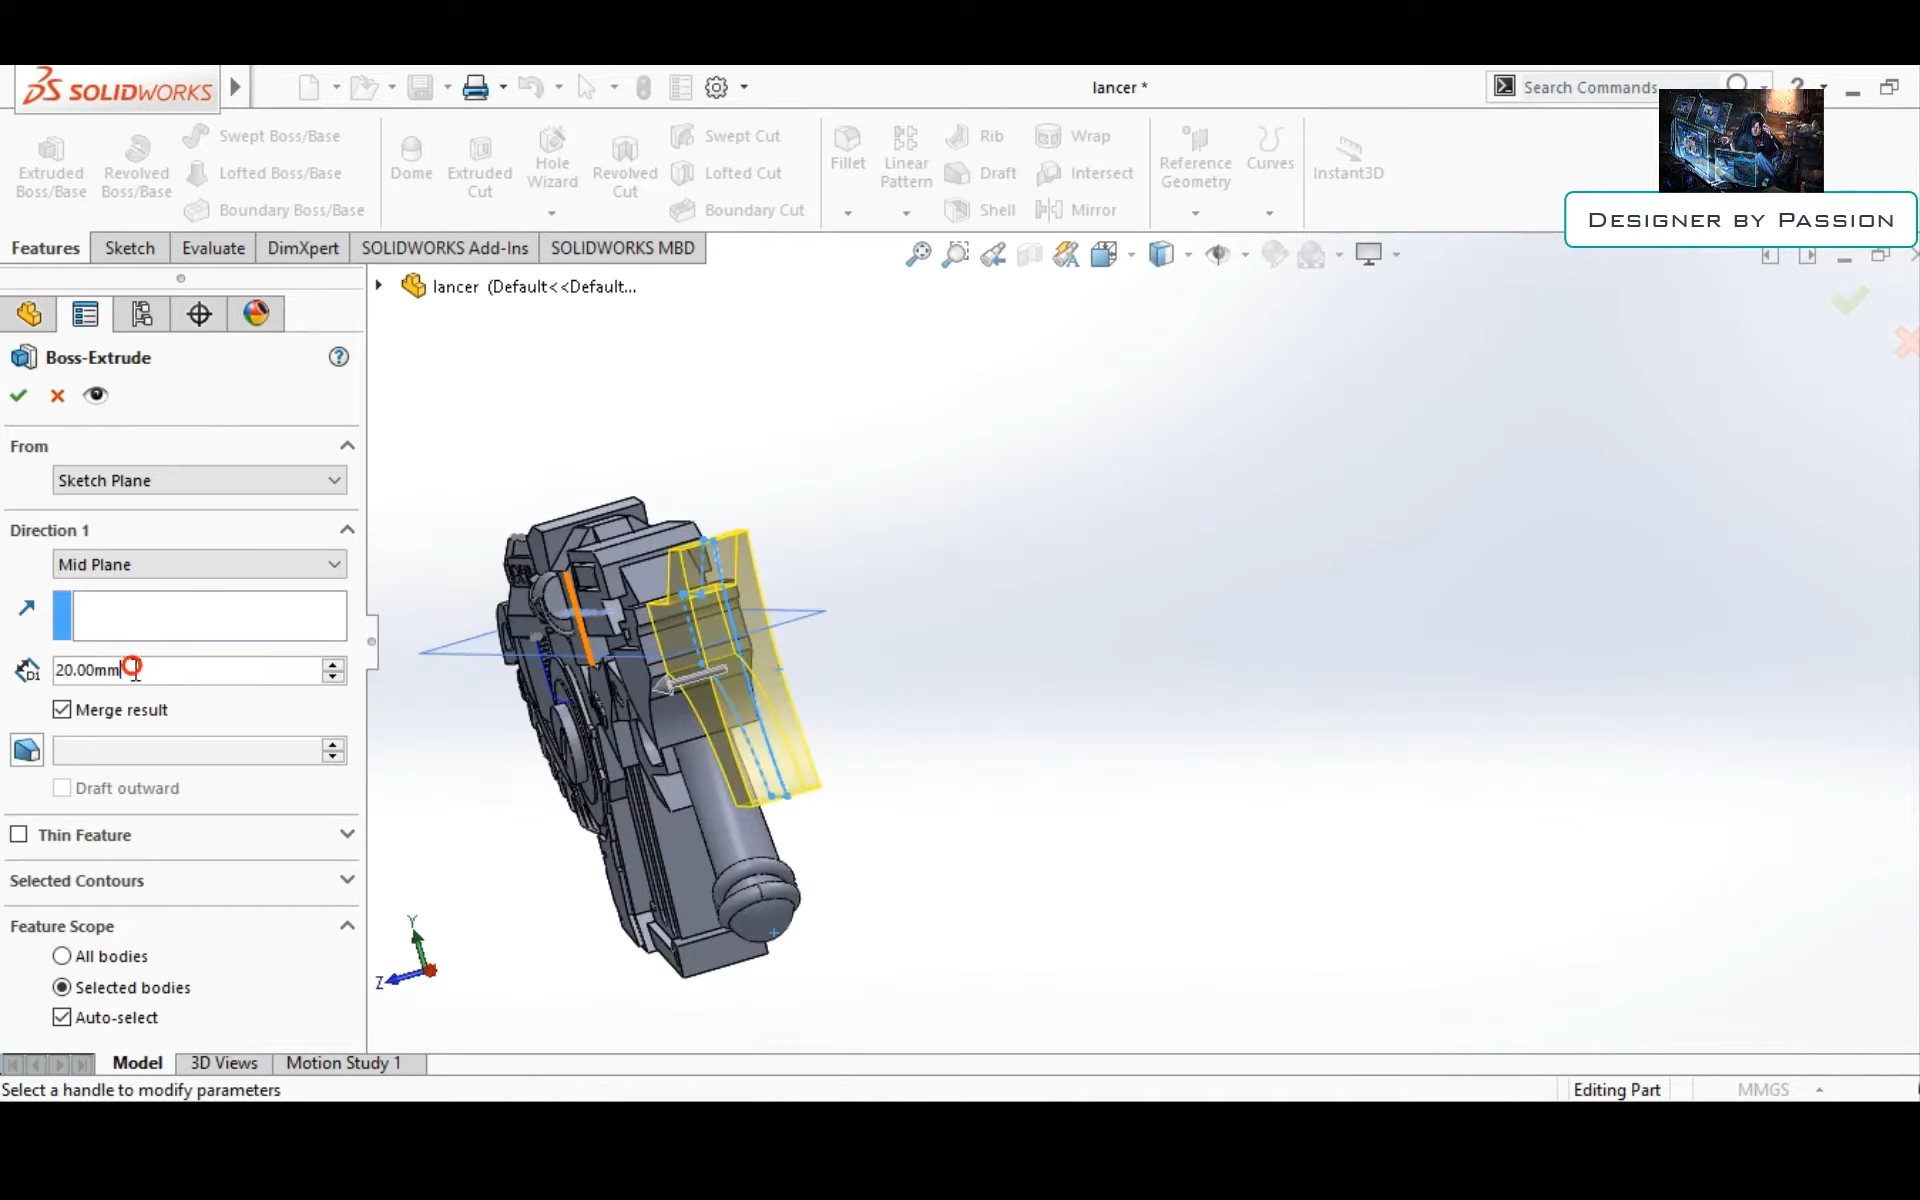 SOLIDWORKS
lancer *
Search Commands
?
Extruded Boss/Base
Revolved Boss/Base
Swept Boss/Base
Lofted Boss/Base
Boundary Boss/Base
Dome
Extruded Cut
Hole Wizard
Revolved Cut
Swept Cut
Lofted Cut
Boundary Cut
Fillet
Linear Pattern
Rib
Draft
Shell
Wrap
Intersect
Mirror
Reference Geometry
Curves
Instant3D
Designer by Passion
Features
Sketch
Evaluate
DimXpert
SOLIDWORKS Add-Ins
SOLIDWORKS MBD
lancer (Default<<Default...
Boss-Extrude
?
From
Sketch Plane
Direction 1
Mid Plane
D1
20.00mm
Merge result
Draft outward
Thin Feature
Selected Contours
Feature Scope
All bodies
Selected bodies
Auto-select
Y
Z
Model
3D Views
Motion Study 1
Select a handle to modify parameters
Editing Part
MMGS